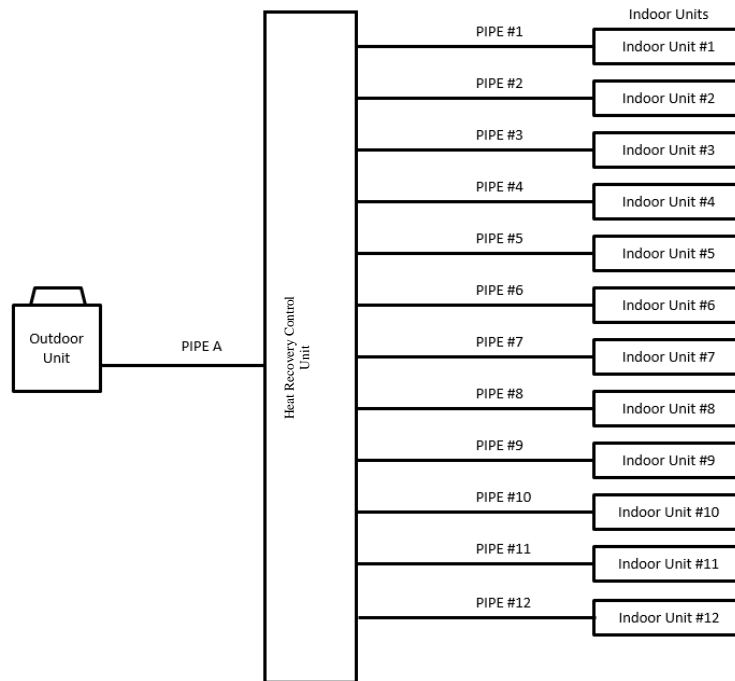 Indoor Units
PIPE #1
Indoor Unit #1
PIPE #2
Indoor Unit #2
PIPE #3
Indoor Unit #3
PIPE #4
Indoor Unit #4
PIPE #5
Indoor Unit #5
PIPE #6
Indoor Unit #6
Outdoor
Unit
PIPE A
Heat Recovery Control
Unit
PIPE #7
Indoor Unit #7
PIPE #8
Indoor Unit #8
PIPE #9
Indoor Unit #9
PIPE #10
Indoor Unit #10
PIPE #11
Indoor Unit #11
PIPE #12
Indoor Unit #12